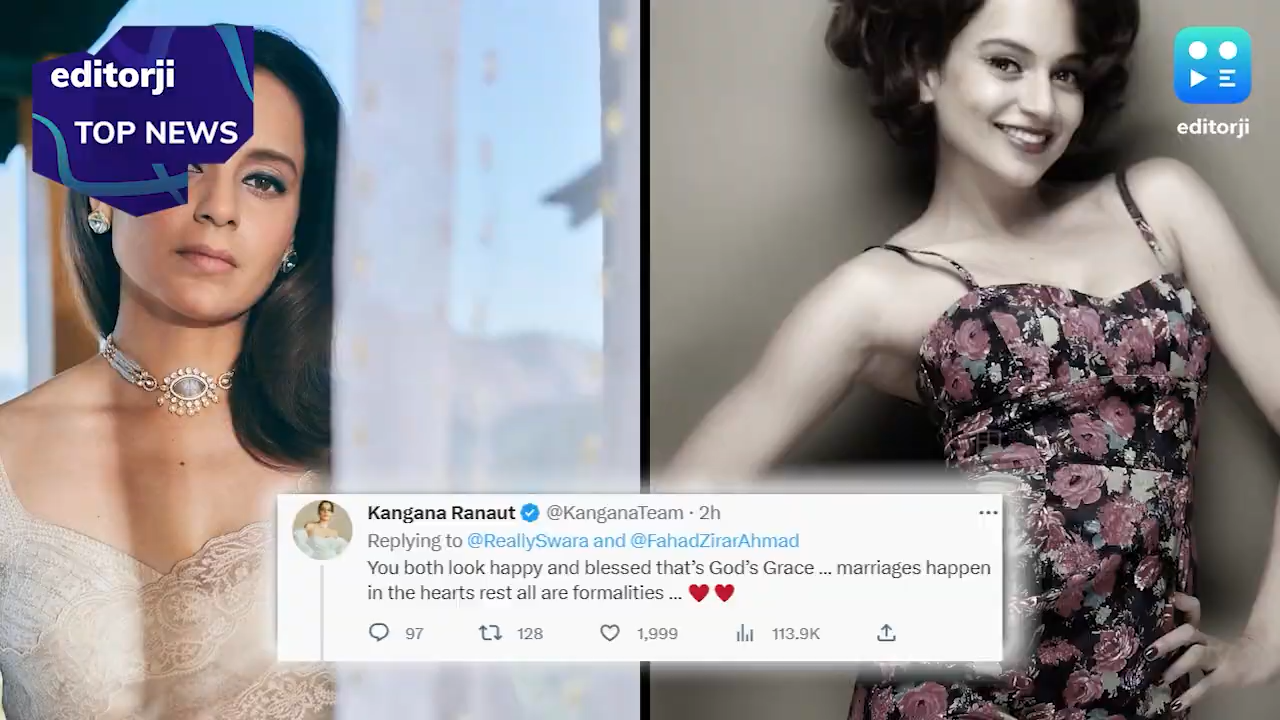 editorji
TOP NEWS
editorji
Kangana Ranaut @KanganaTeam · 2h
Replying to @ReallySwara and @FahadZirarAhmad
You both look happy and blessed that's God's Grace ... marriages happen
in the hearts rest all are formalities ... ❤️❤️
97 128 1,999 113.9K